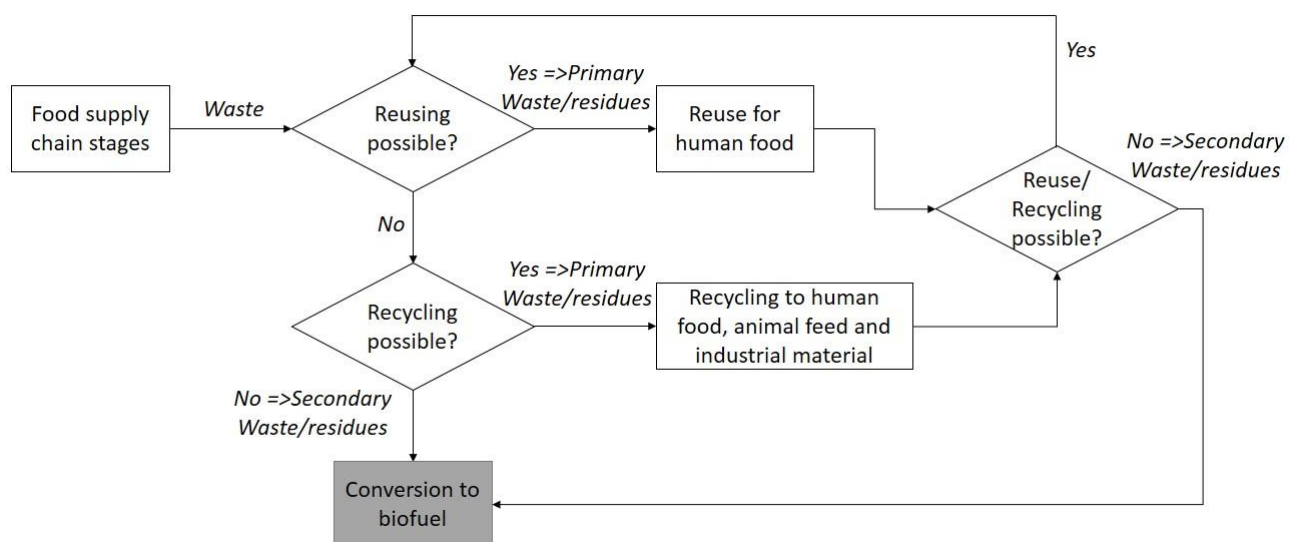 Yes
Yes =>Primary
Waste/residues
Food supply
chain stages
Waste
Reusing
possible?
Reuse for
human food
No =>Secondary
Waste/residues
Reuse/
Recycling
possible?
No
Yes =>Primary
Waste/residues
Recycling
possible?
Recycling to human
food, animal feed and
industrial material
No =>Secondary
Waste/residues
Conversion to
biofuel